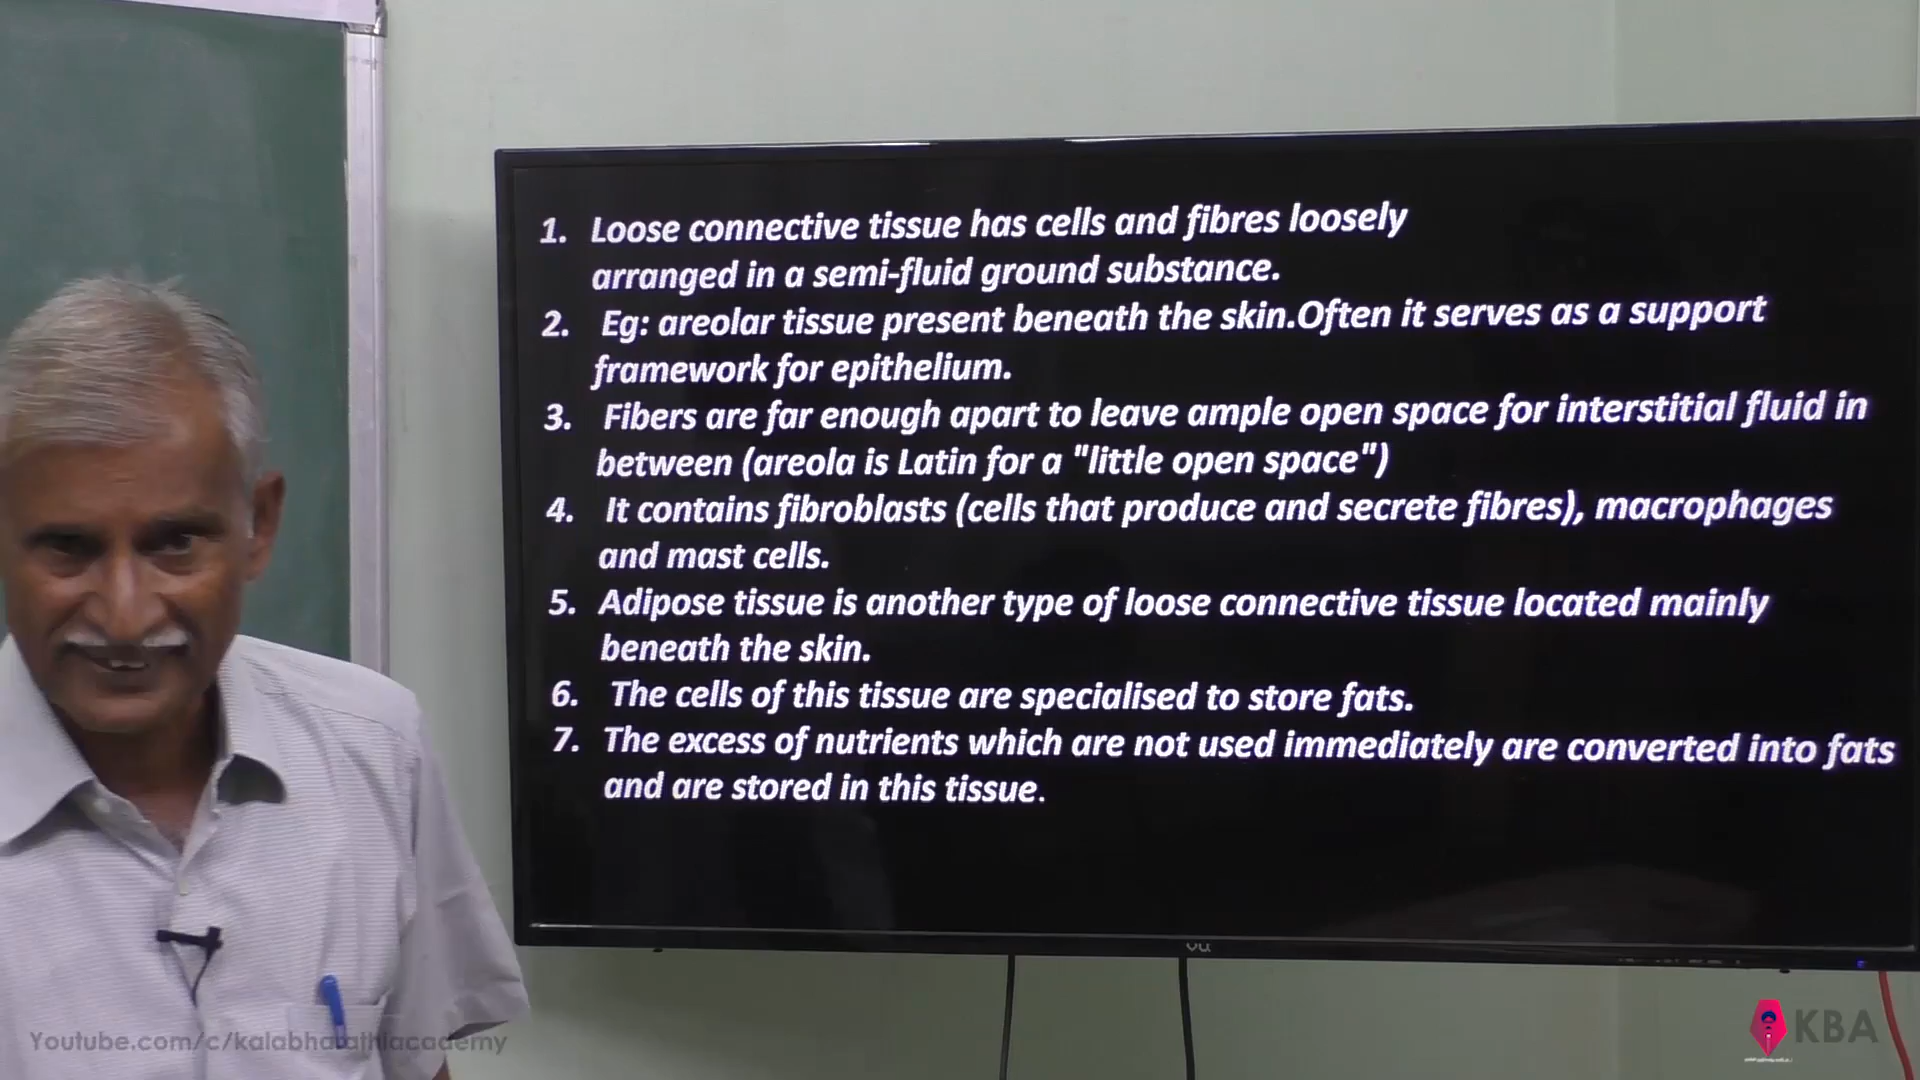 1. Loose connective tissue has cells and fibres loosely
arranged in a semi-fluid ground substance.
2. Eg: areolar tissue present beneath the skin.Often it serves as a support
framework for epithelium.
3. Fibers are far enough apart to leave ample open space for interstitial fluid in
between (areola is Latin for a "little open space")
4. It contains fibroblasts (cells that produce and secrete fibres), macrophages
and mast cells.
5. Adipose tissue is another type of loose connective tissue located mainly
beneath the skin.
6. The cells of this tissue are specialised to store fats.
7. The excess of nutrients which are not used immediately are converted into fats
and are stored in this tissue.
Vu
Youtube.com/c/kalabharathiacademy
KBA